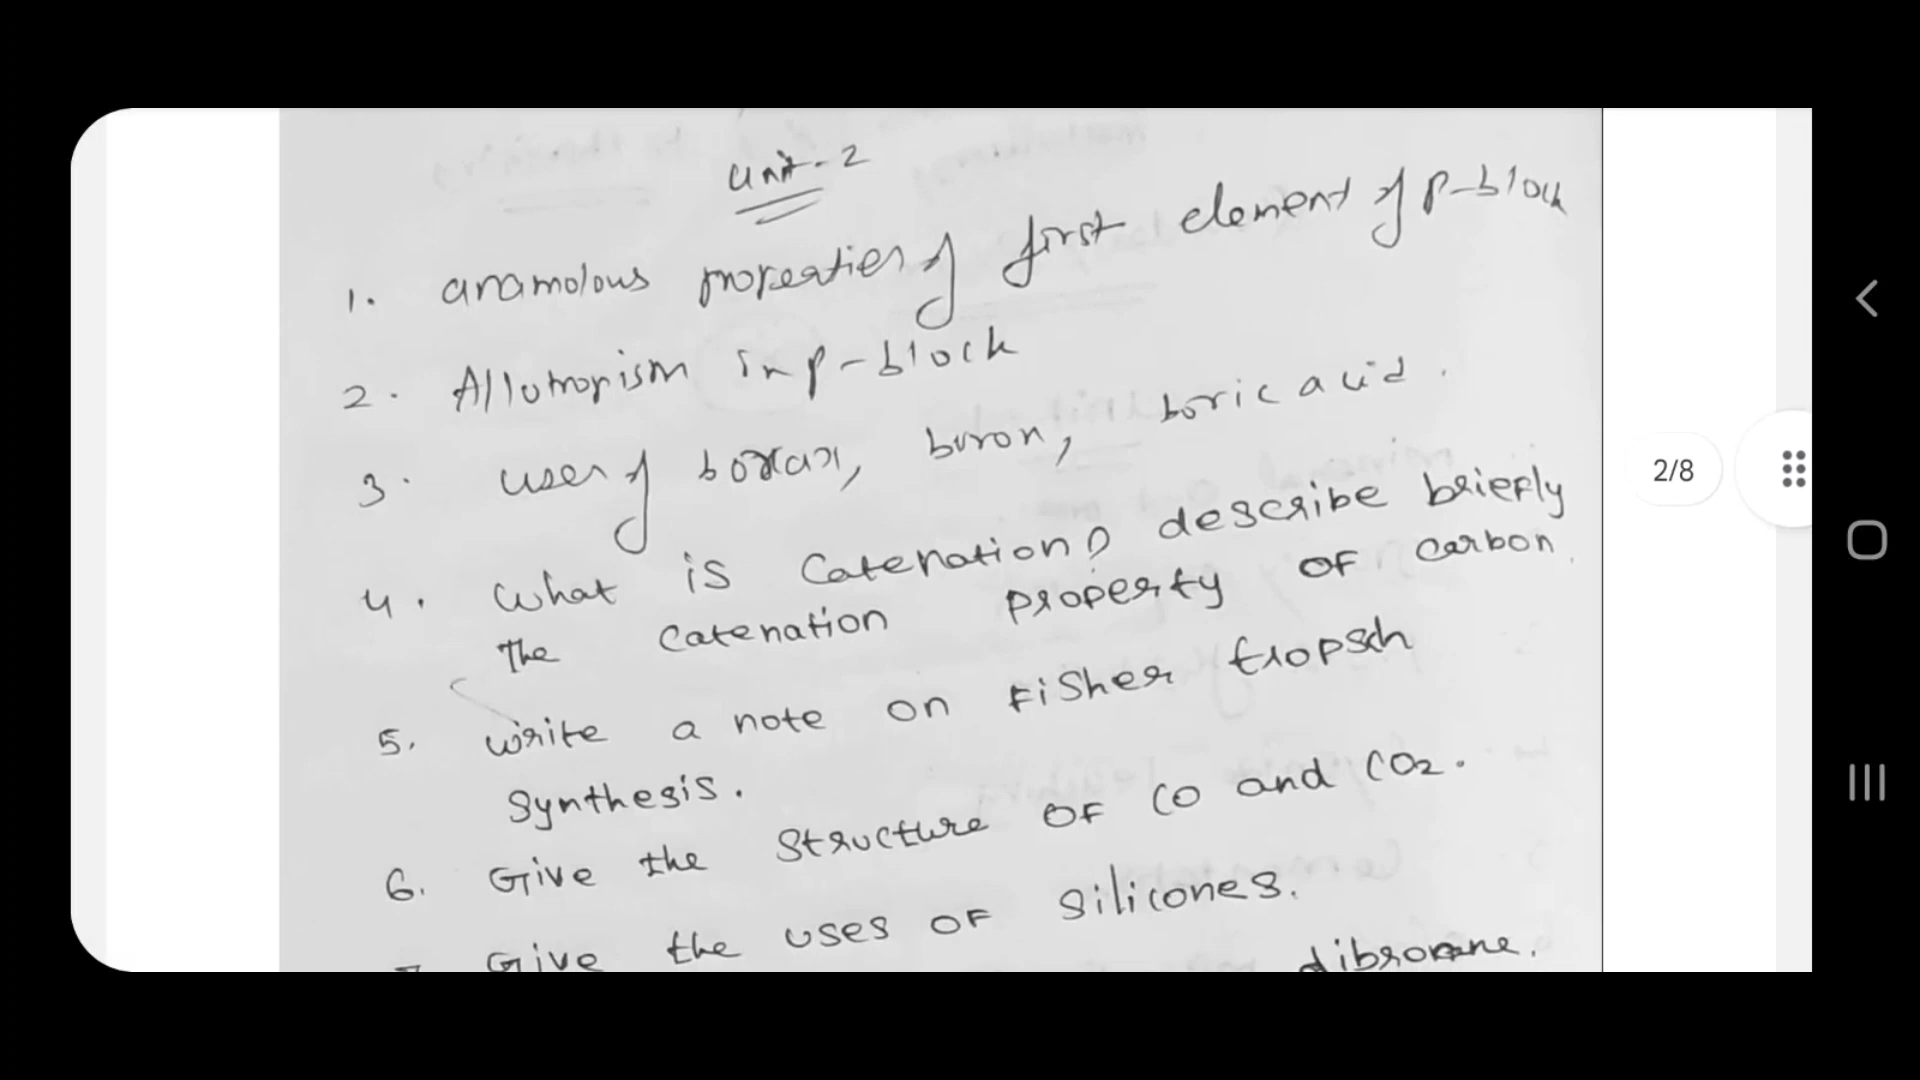 Unit-2
1. anamolous properties of first element of p-block
2. Allotropism in p-block
3. uses of borax, boron, boric acid.
4. What is Catenation? describe briefly
the catenation property of carbon.
5. write a note on Fisher tropsch
Synthesis.
6. Give the structure of CO and CO2.
Give the uses of silicones.
dibrorane.
2/8